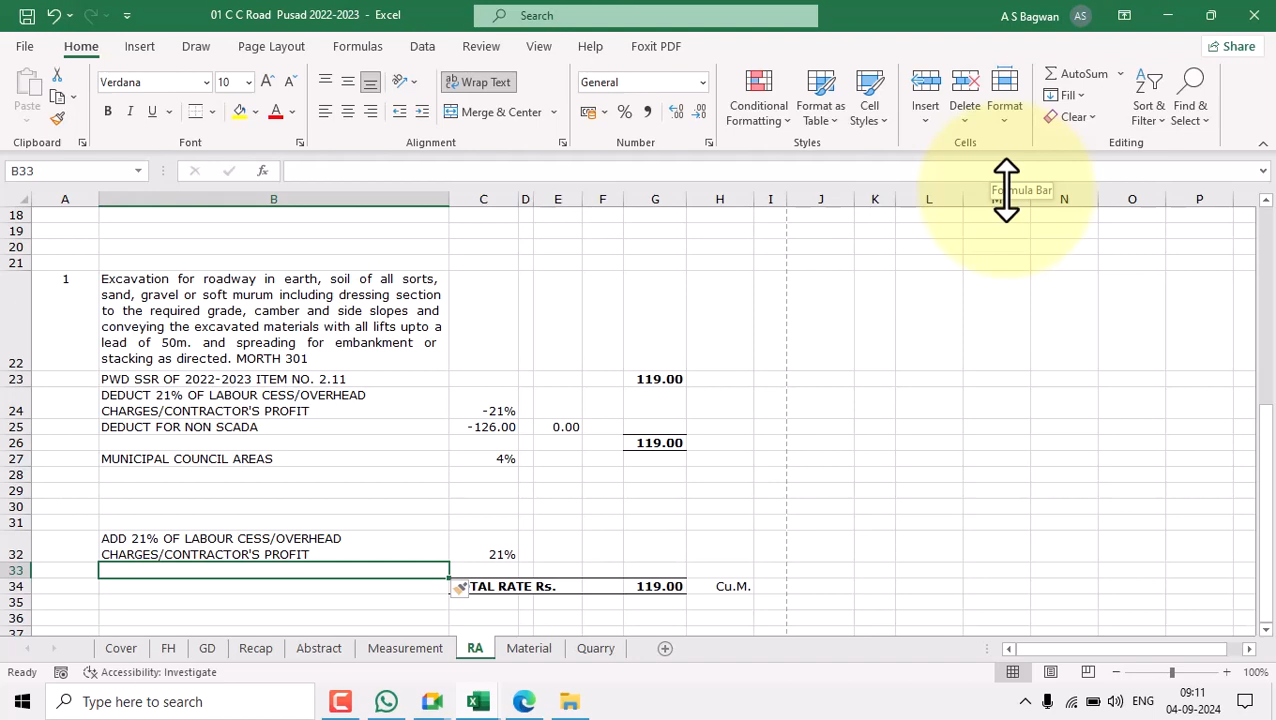 01 C C Road Pusad 2022-2023 - Excel
Search
A S Bagwan AS
File Home Insert Draw Page Layout Formulas Data Review View Help Foxit PDF Share
Paste
Verdana 10
B I U
Wrap Text
Merge & Center
General
Conditional Formatting
Format as Table
Cell Styles
Insert Delete Format
AutoSum
Fill
Clear
Sort & Filter
Find & Select
Clipboard Font Alignment Number Styles Cells Editing
B33 fx
Formula Bar
A B C D E F G H I J K L M N O P
18
19
20
21
1 Excavation for roadway in earth, soil of all sorts,
sand, gravel or soft murum including dressing section
to the required grade, camber and side slopes and
conveying the excavated materials with all lifts upto a
lead of 50m. and spreading for embankment or
22 stacking as directed. MORTH 301
23 PWD SSR OF 2022-2023 ITEM NO. 2.11 119.00
DEDUCT 21% OF LABOUR CESS/OVERHEAD
24 CHARGES/CONTRACTOR'S PROFIT -21%
25 DEDUCT FOR NON SCADA -126.00 0.00
26 119.00
27 MUNICIPAL COUNCIL AREAS 4%
28
29
30
31
ADD 21% OF LABOUR CESS/OVERHEAD
32 CHARGES/CONTRACTOR'S PROFIT 21%
33
34 TAL RATE Rs. 119.00 Cu.M.
35
36
37
Cover FH GD Recap Abstract Measurement RA Material Quarry
Ready Accessibility: Investigate 100%
Type here to search
ENG
09:11
04-09-2024